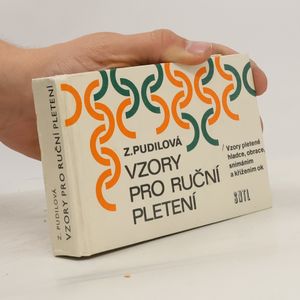 Z. PUDILOVÁ
VZORY PRO RUČNÍ PLETENÍ
Z.PUDILOVÁ
VZORY
PRO RUČNÍ
PLETENÍ
/ Vzory pletené
hladce, obrace,
snímáním
a křížením ok
SNTL